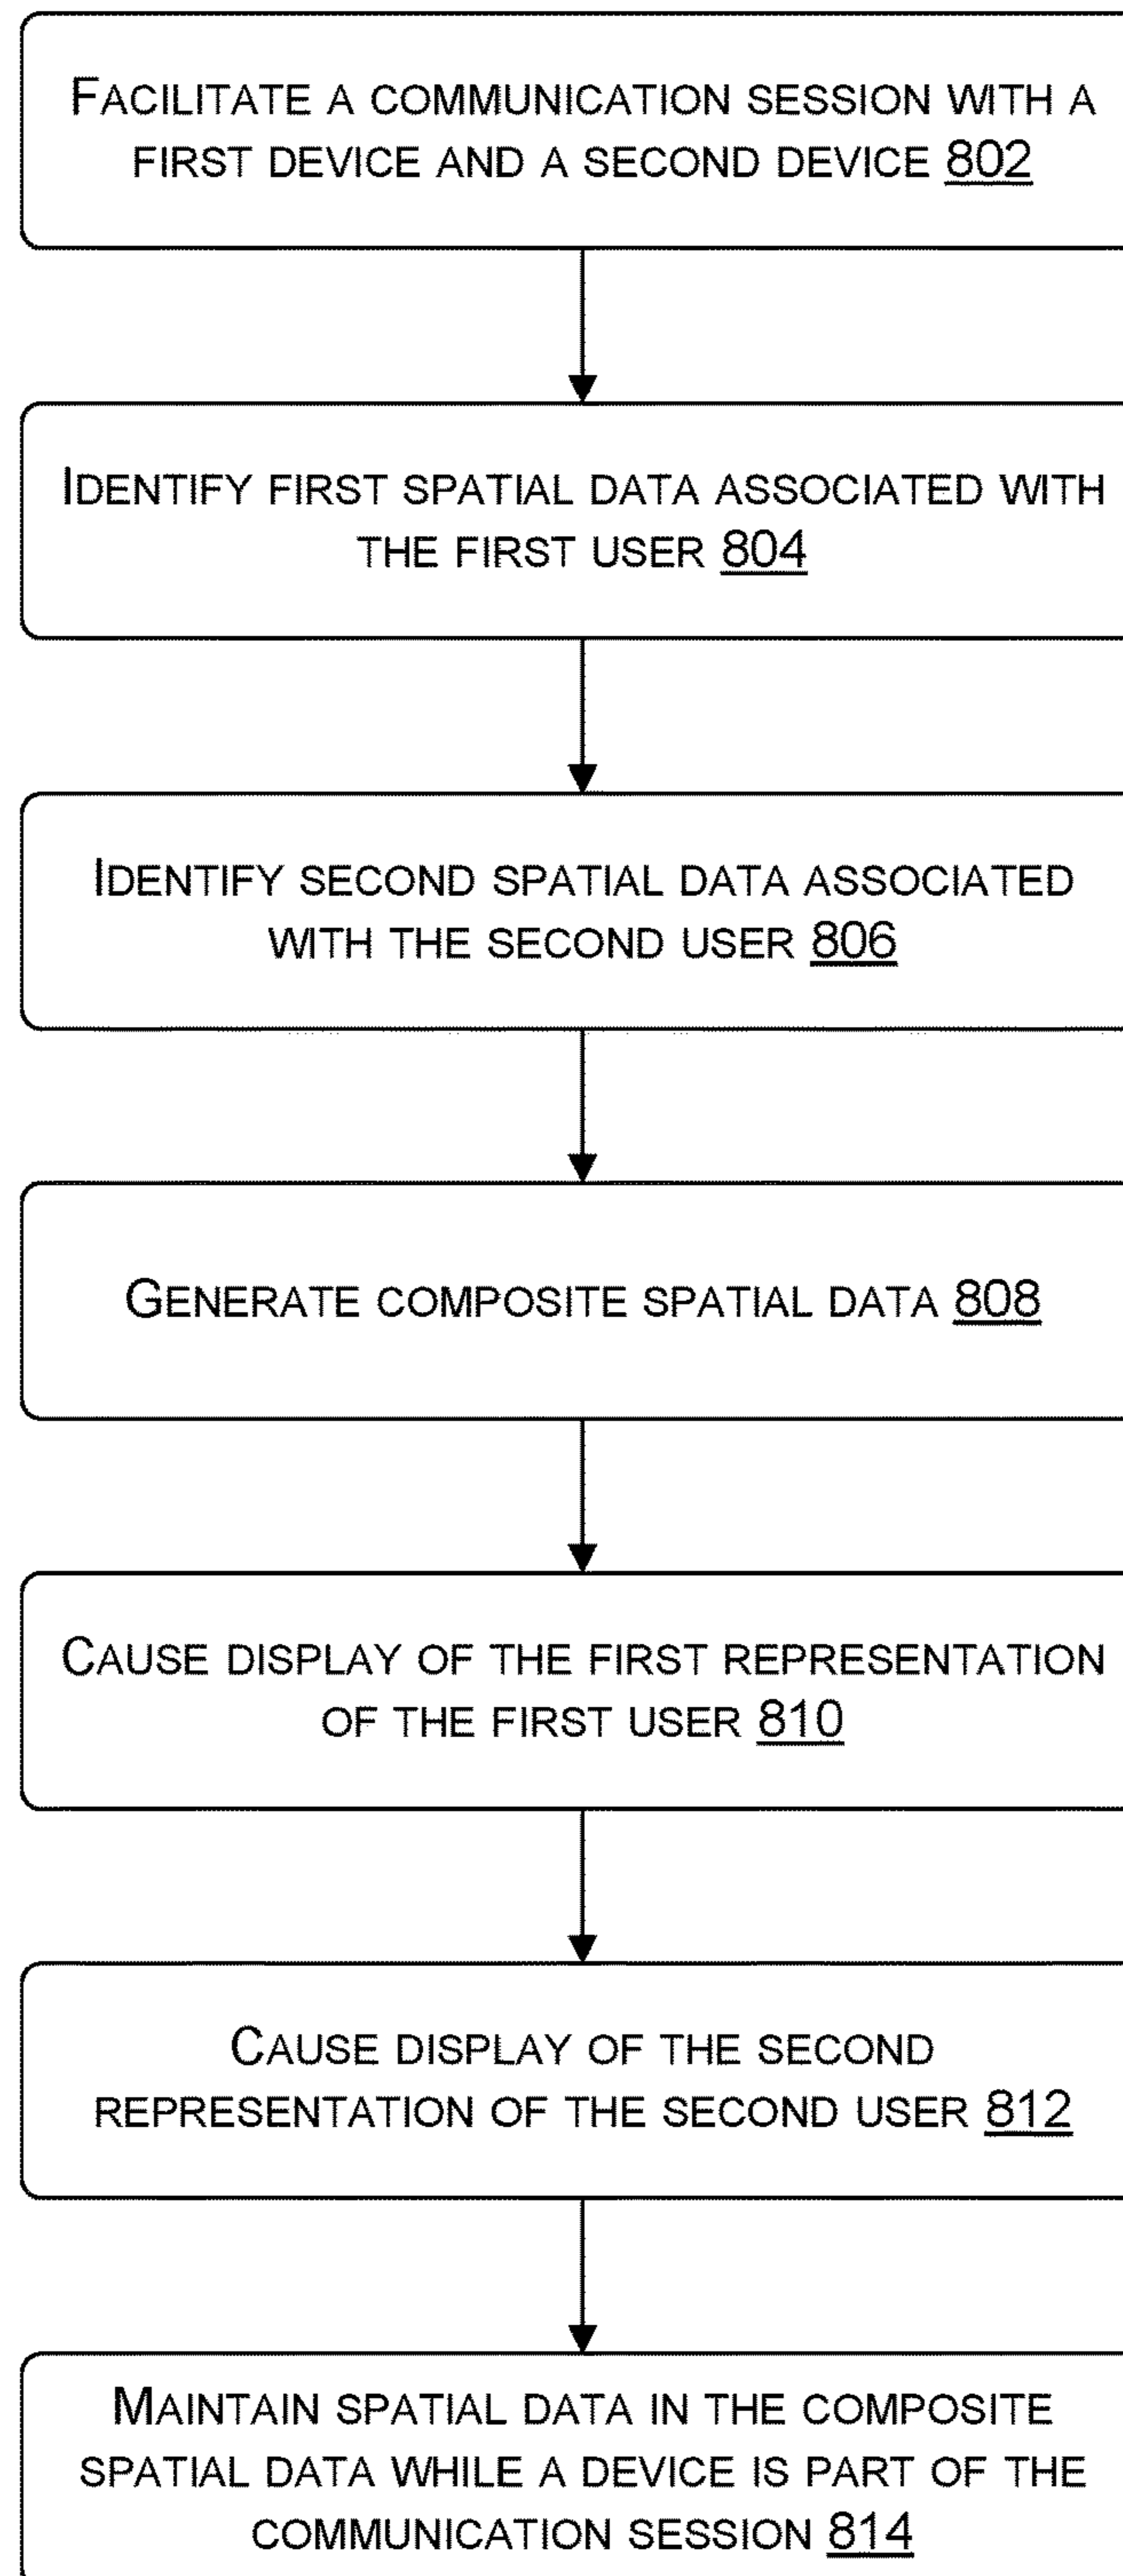 FACILITATE A COMMUNICATION SESSION WITH A
FIRST DEVICE AND A SECOND DEVICE 802
IDENTIFY FIRST SPATIAL DATA ASSOCIATED WITH
THE FIRST USER 804
IDENTIFY SECOND SPATIAL DATA ASSOCIATED
WITH THE SECOND USER 806
GENERATE COMPOSITE SPATIAL DATA 808
CAUSE DISPLAY OF THE FIRST REPRESENTATION
OF THE FIRST USER 810
CAUSE DISPLAY OF THE SECOND
REPRESENTATION OF THE SECOND USER 812
MAINTAIN SPATIAL DATA IN THE COMPOSITE
SPATIAL DATA WHILE A DEVICE IS PART OF THE
COMMUNICATION SESSION 814